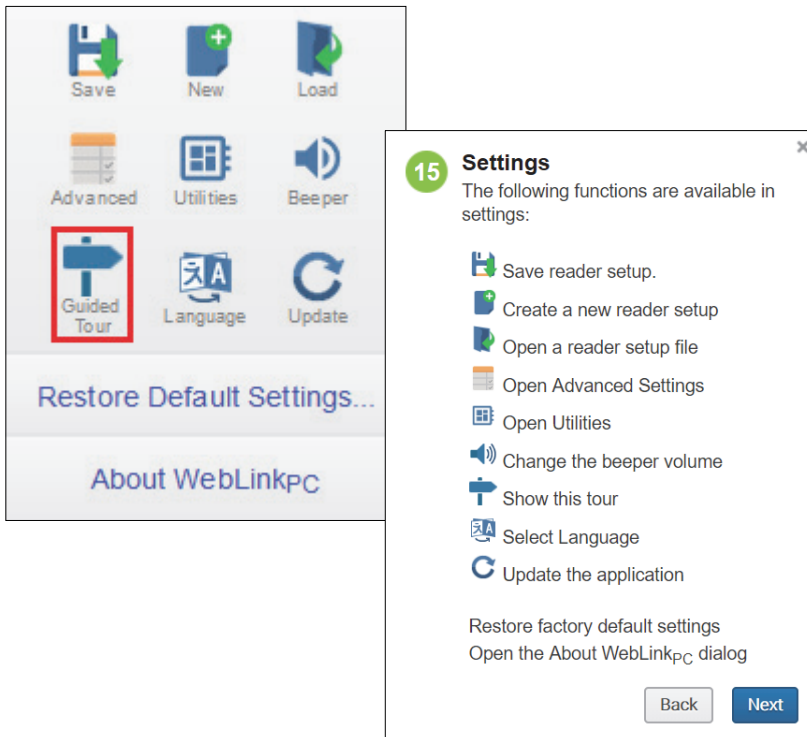 Save New Load
Advanced Utilities Beeper
Guided
Tour
Language Update
Restore Default Settings...
About WebLinkPC
15
Settings
The following functions are available in
settings:
Save reader setup.
Create a new reader setup
Open a reader setup file
Open Advanced Settings
Open Utilities
Change the beeper volume
Show this tour
Select Language
Update the application
Restore factory default settings
Open the About WebLinkPC dialog
Back Next